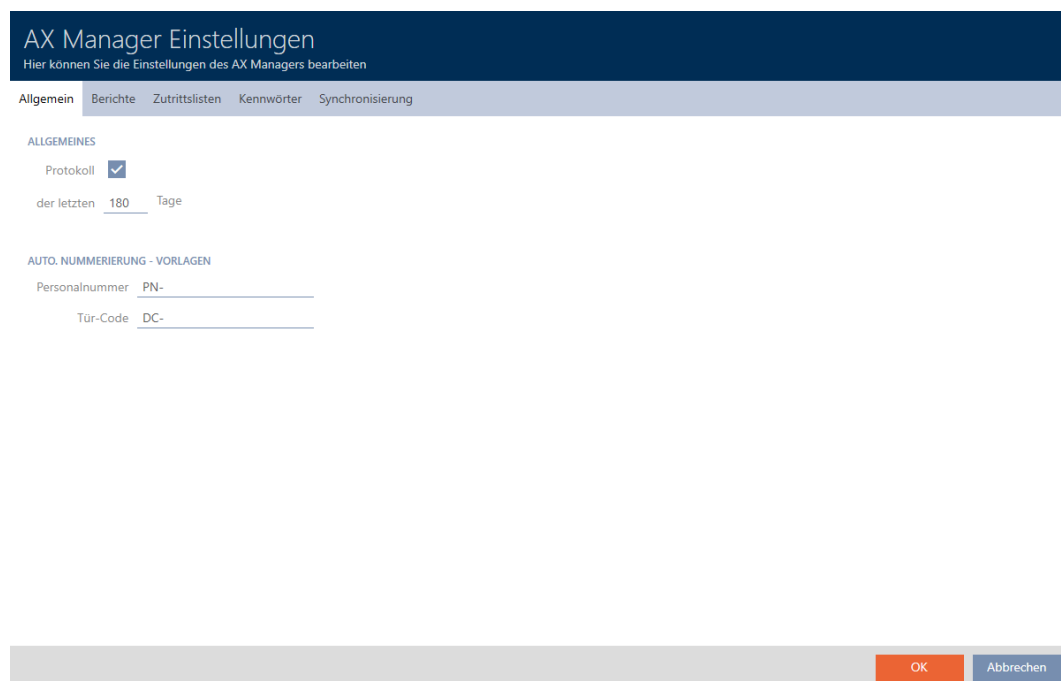 AX Manager Einstellungen
Hier können Sie die Einstellungen des AX Managers bearbeiten
Allgemein Berichte Zutrittslisten Kennwörter Synchronisierung
ALLGEMEINES
Protokoll
der letzten 180 Tage
AUTO. NUMMERIERUNG - VORLAGEN
Personalnummer PN-
Tür-Code DC-
OK Abbrechen